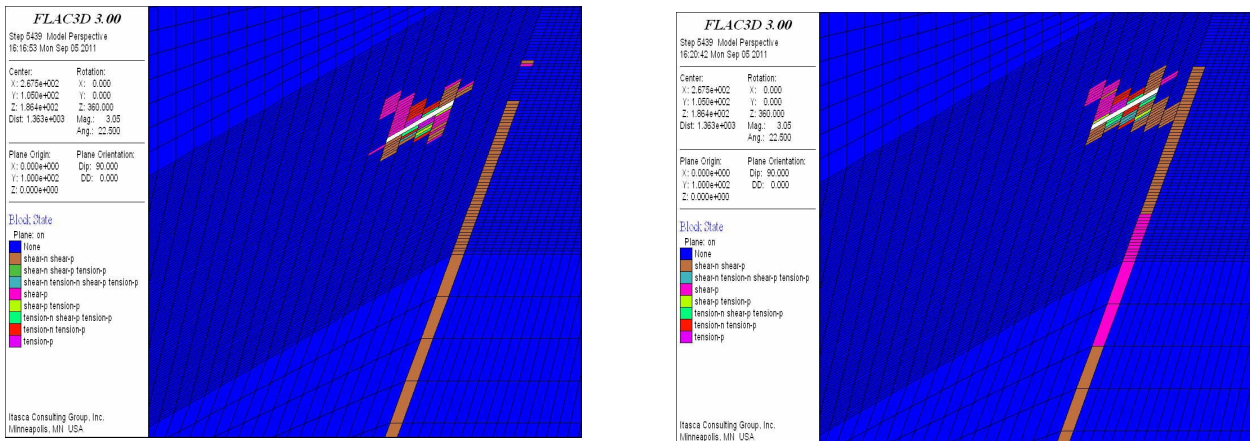 FLAC3D 3.00
Step 5439 Model Perspective
16:16:53 Mon Sep 05 2011
Center: Rotation:
X: 2.675e+002 X: 0.000
Y: 1.050e+002 Y: 0.000
Z: 1.864e+002 Z: 360.000
Dist: 1.363e+003 Mag.: 3.05
Ang.: 22.500
Plane Origin: Plane Orientation:
X: 0.000e+000 Dip: 90.000
Y: 1.000e+002 DD: 0.000
Z: 0.000e+000
Block State
Plane: on
None
shear-n shear-p
shear-n shear-p tension-p
shear-n tension-n shear-p tension-p
shear-p
shear-p tension-p
tension-n shear-p tension-p
tension-n tension-p
tension-p
Itasca Consulting Group, Inc.
Minneapolis, MN USA
FLAC3D 3.00
Step 5439 Model Perspective
16:20:42 Mon Sep 05 2011
Center: Rotation:
X: 2.675e+002 X: 0.000
Y: 1.050e+002 Y: 0.000
Z: 1.864e+002 Z: 360.000
Dist: 1.363e+003 Mag.: 3.05
Ang.: 22.500
Plane Origin: Plane Orientation:
X: 0.000e+000 Dip: 90.000
Y: 1.000e+002 DD: 0.000
Z: 0.000e+000
Block State
Plane: on
None
shear-n shear-p
shear-n tension-n shear-p tension-p
shear-p
shear-p tension-p
tension-n shear-p tension-p
tension-n tension-p
tension-p
Itasca Consulting Group, Inc.
Minneapolis, MN USA